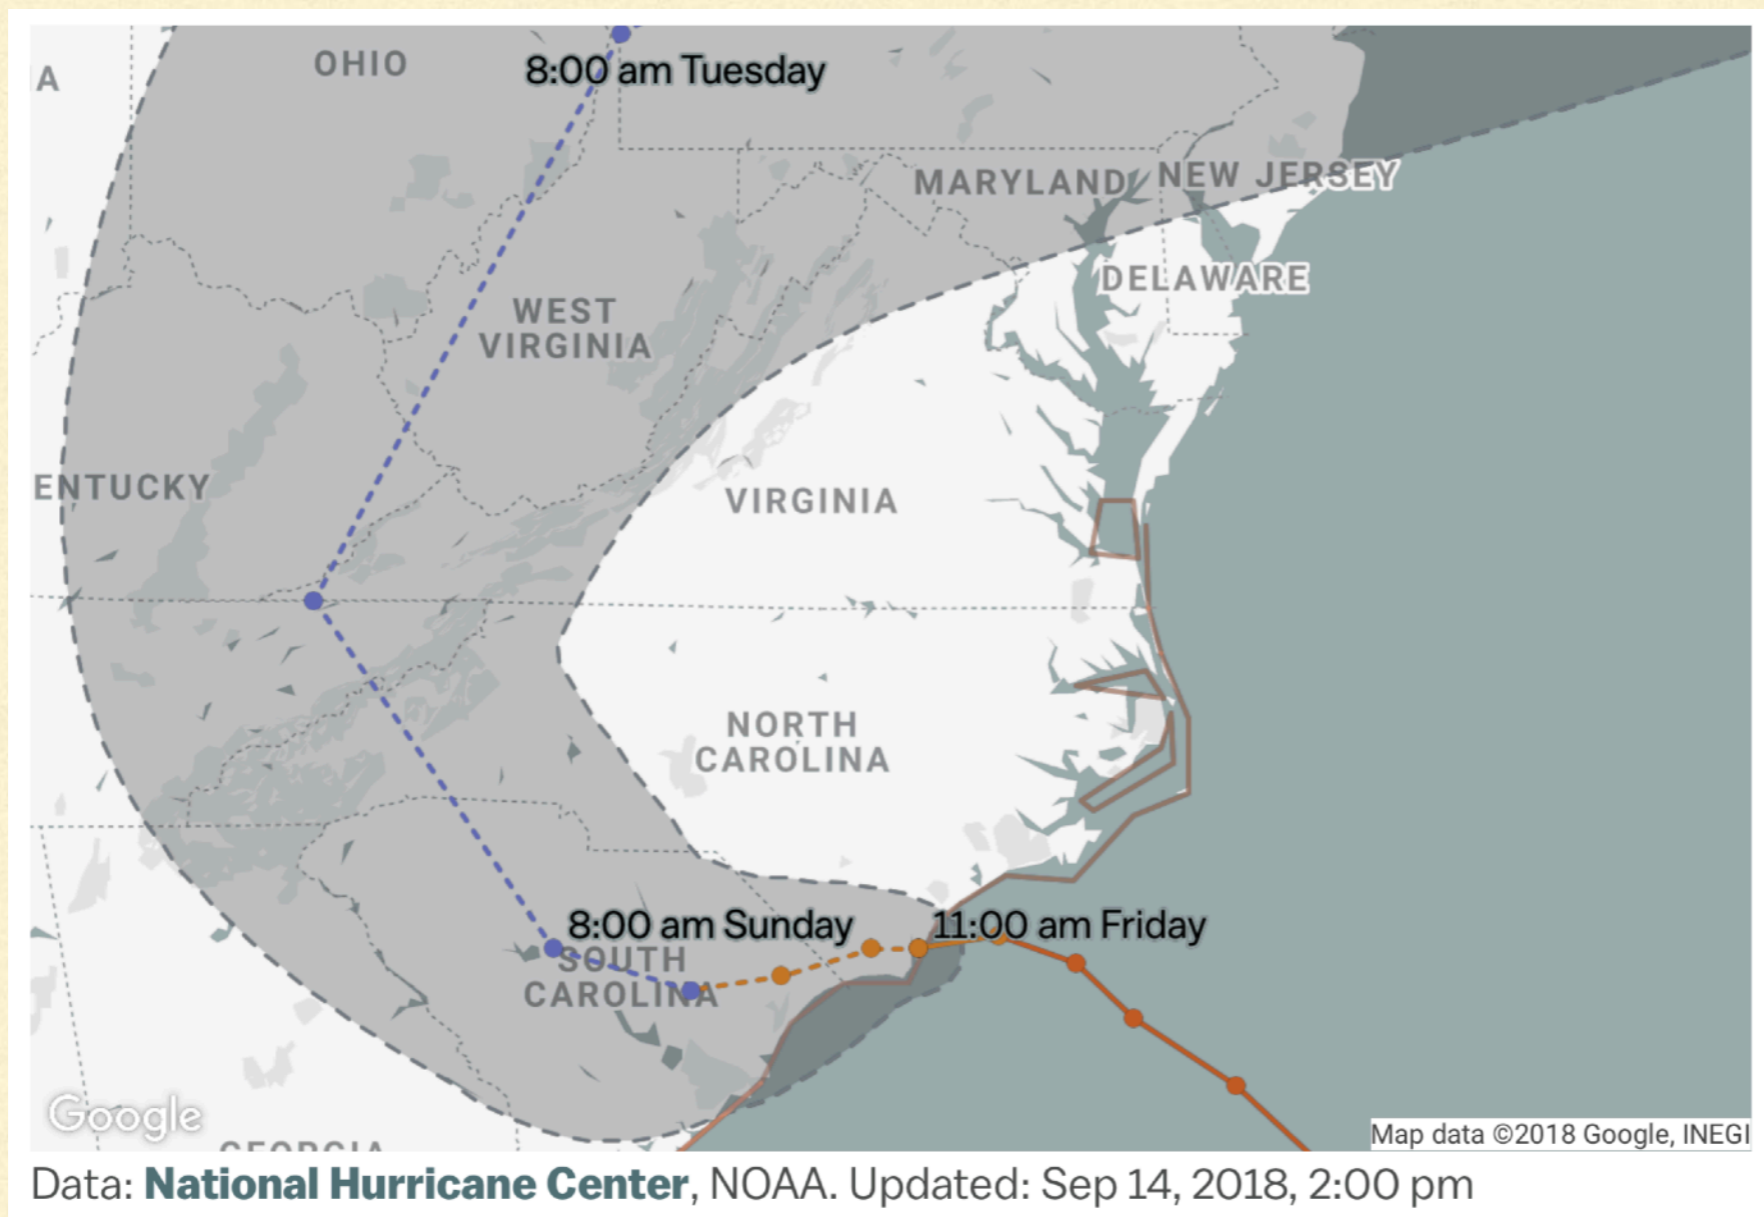 OHIO
A
8:00 am Tuesday
MARYLAND
NEW JERSEY
DELAWARE
WEST
VIRGINIA
ENTUCKY
VIRGINIA
NORTH
CAROLINA
8:00 am Sunday
11:00 am Friday
SOUTH
CAROLINA
Google
GEORGIA
Map data ©2018 Google, INEGI
Data: National Hurricane Center, NOAA. Updated: Sep 14, 2018, 2:00 pm